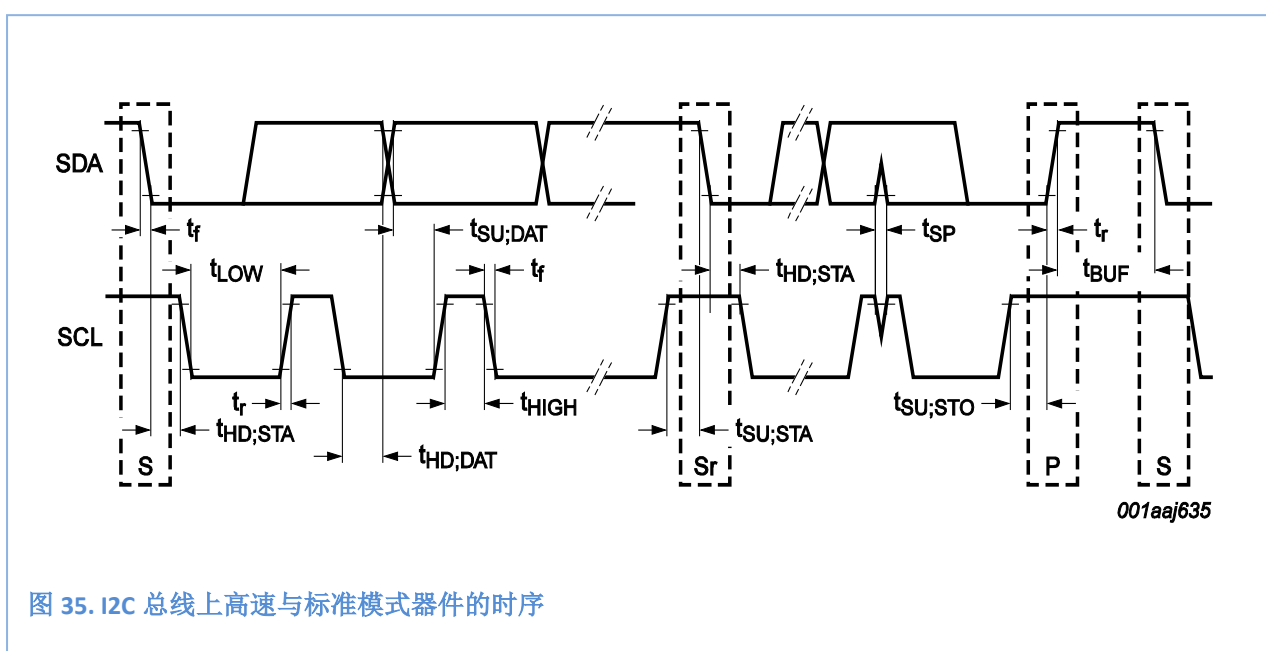 SDA
tf
tSU;DAT
tSP
tr
tLOW
tf
tHD;STA
tBUF
SCL
tr
tHIGH
tSU;STO
tHD;STA
tSU;STA
tHD;DAT
S
Sr
P
S
001aaj635
图 35. I2C 总线上高速与标准模式器件的时序